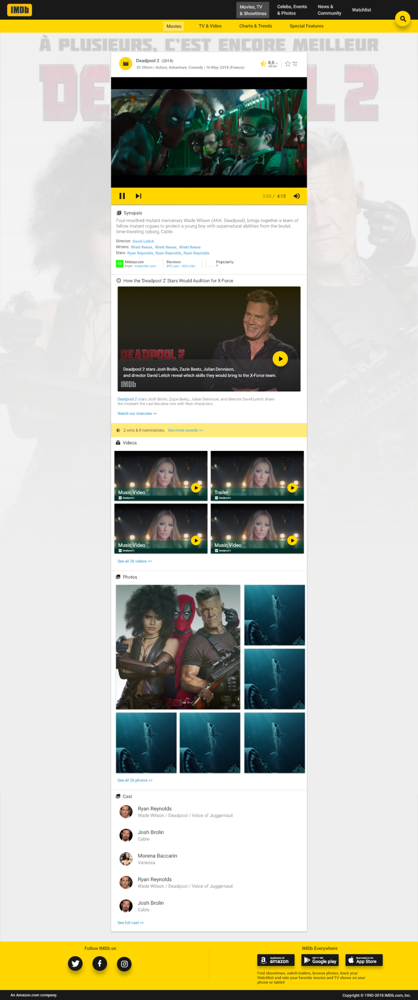 IMDb
Movies, TV
& Showtimes
Celebs, Events
& Photos
News &
Community
Watchlist
Movies
TV & Video
Charts & Trends
Special Features
À PLUSIEURS, C'EST ENCORE MEILLEUR
Deadpool 2 (2018)
1h 59min | Action, Adventure, Comedy | 16 May 2018 (France)
8,0/10
225 267
Rate
This
3:05 / 4:15
Synopsis
Foul-mouthed mutant mercenary Wade Wilson (AKA. Deadpool), brings together a team of
fellow mutant rogues to protect a young boy with supernatural abilities from the brutal,
time-traveling cyborg, Cable.
Director: David Leitch
Writers: Rhett Reese, Rhett Reese, Rhett Reese
Stars: Ryan Reynolds, Ryan Reynolds, Ryan Reynolds
66
Metascore
From metacritic.com
Reviews
892 user | 425 critic
Popularity
4
How the 'Deadpool 2' Stars Would Audition for X-Force
DEADPOOL 2
Deadpool 2 stars Josh Brolin, Zazie Beetz, Julian Dennison,
and director David Leitch reveal which skills they would bring to the X-Force team.
IMDb
Deadpool 2 stars Josh Brolin, Zazie Beetz, Julian Dennison, and director David Leitch share
the moment the cast became one with their characters.
Watch our interview >>
2 wins & 8 nominations. See more awards >>
Videos
Music Video
Deadpool 2
Trailer
Deadpool 2
Music Video
Deadpool 2
Music Video
Deadpool 2
See all 26 videos >>
Photos
See all 26 photos >>
Cast
Ryan Reynolds
Wade Wilson / Deadpool / Voice of Juggernaut
Josh Brolin
Cable
Morena Baccarin
Vanessa
Ryan Reynolds
Wade Wilson / Deadpool / Voice of Juggernaut
Josh Brolin
Cable
See full cast >>
Follow IMDb on
IMDb Everywhere
Application at
amazon
GET IT ON
Google play
Download on the
App Store
Find showtimes, watch trailers, browse photos, track your
Watchlist and rate your favorite movies and TV shows on your
phone or tablet!
An Amazon.com company.
Copyright © 1990-2018 IMDb.com, Inc.